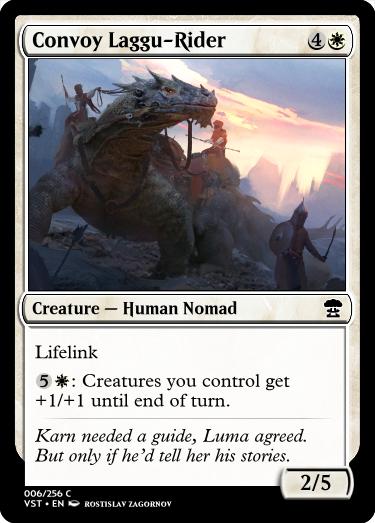 Convoy Laggu-Rider 4
Creature — Human Nomad
Lifelink
5: Creatures you control get
+1/+1 until end of turn.
Karn needed a guide, Luma agreed.
But only if he'd tell her his stories.
2/5
006/256 C
VST • EN ROSTISLAV ZAGORNOV